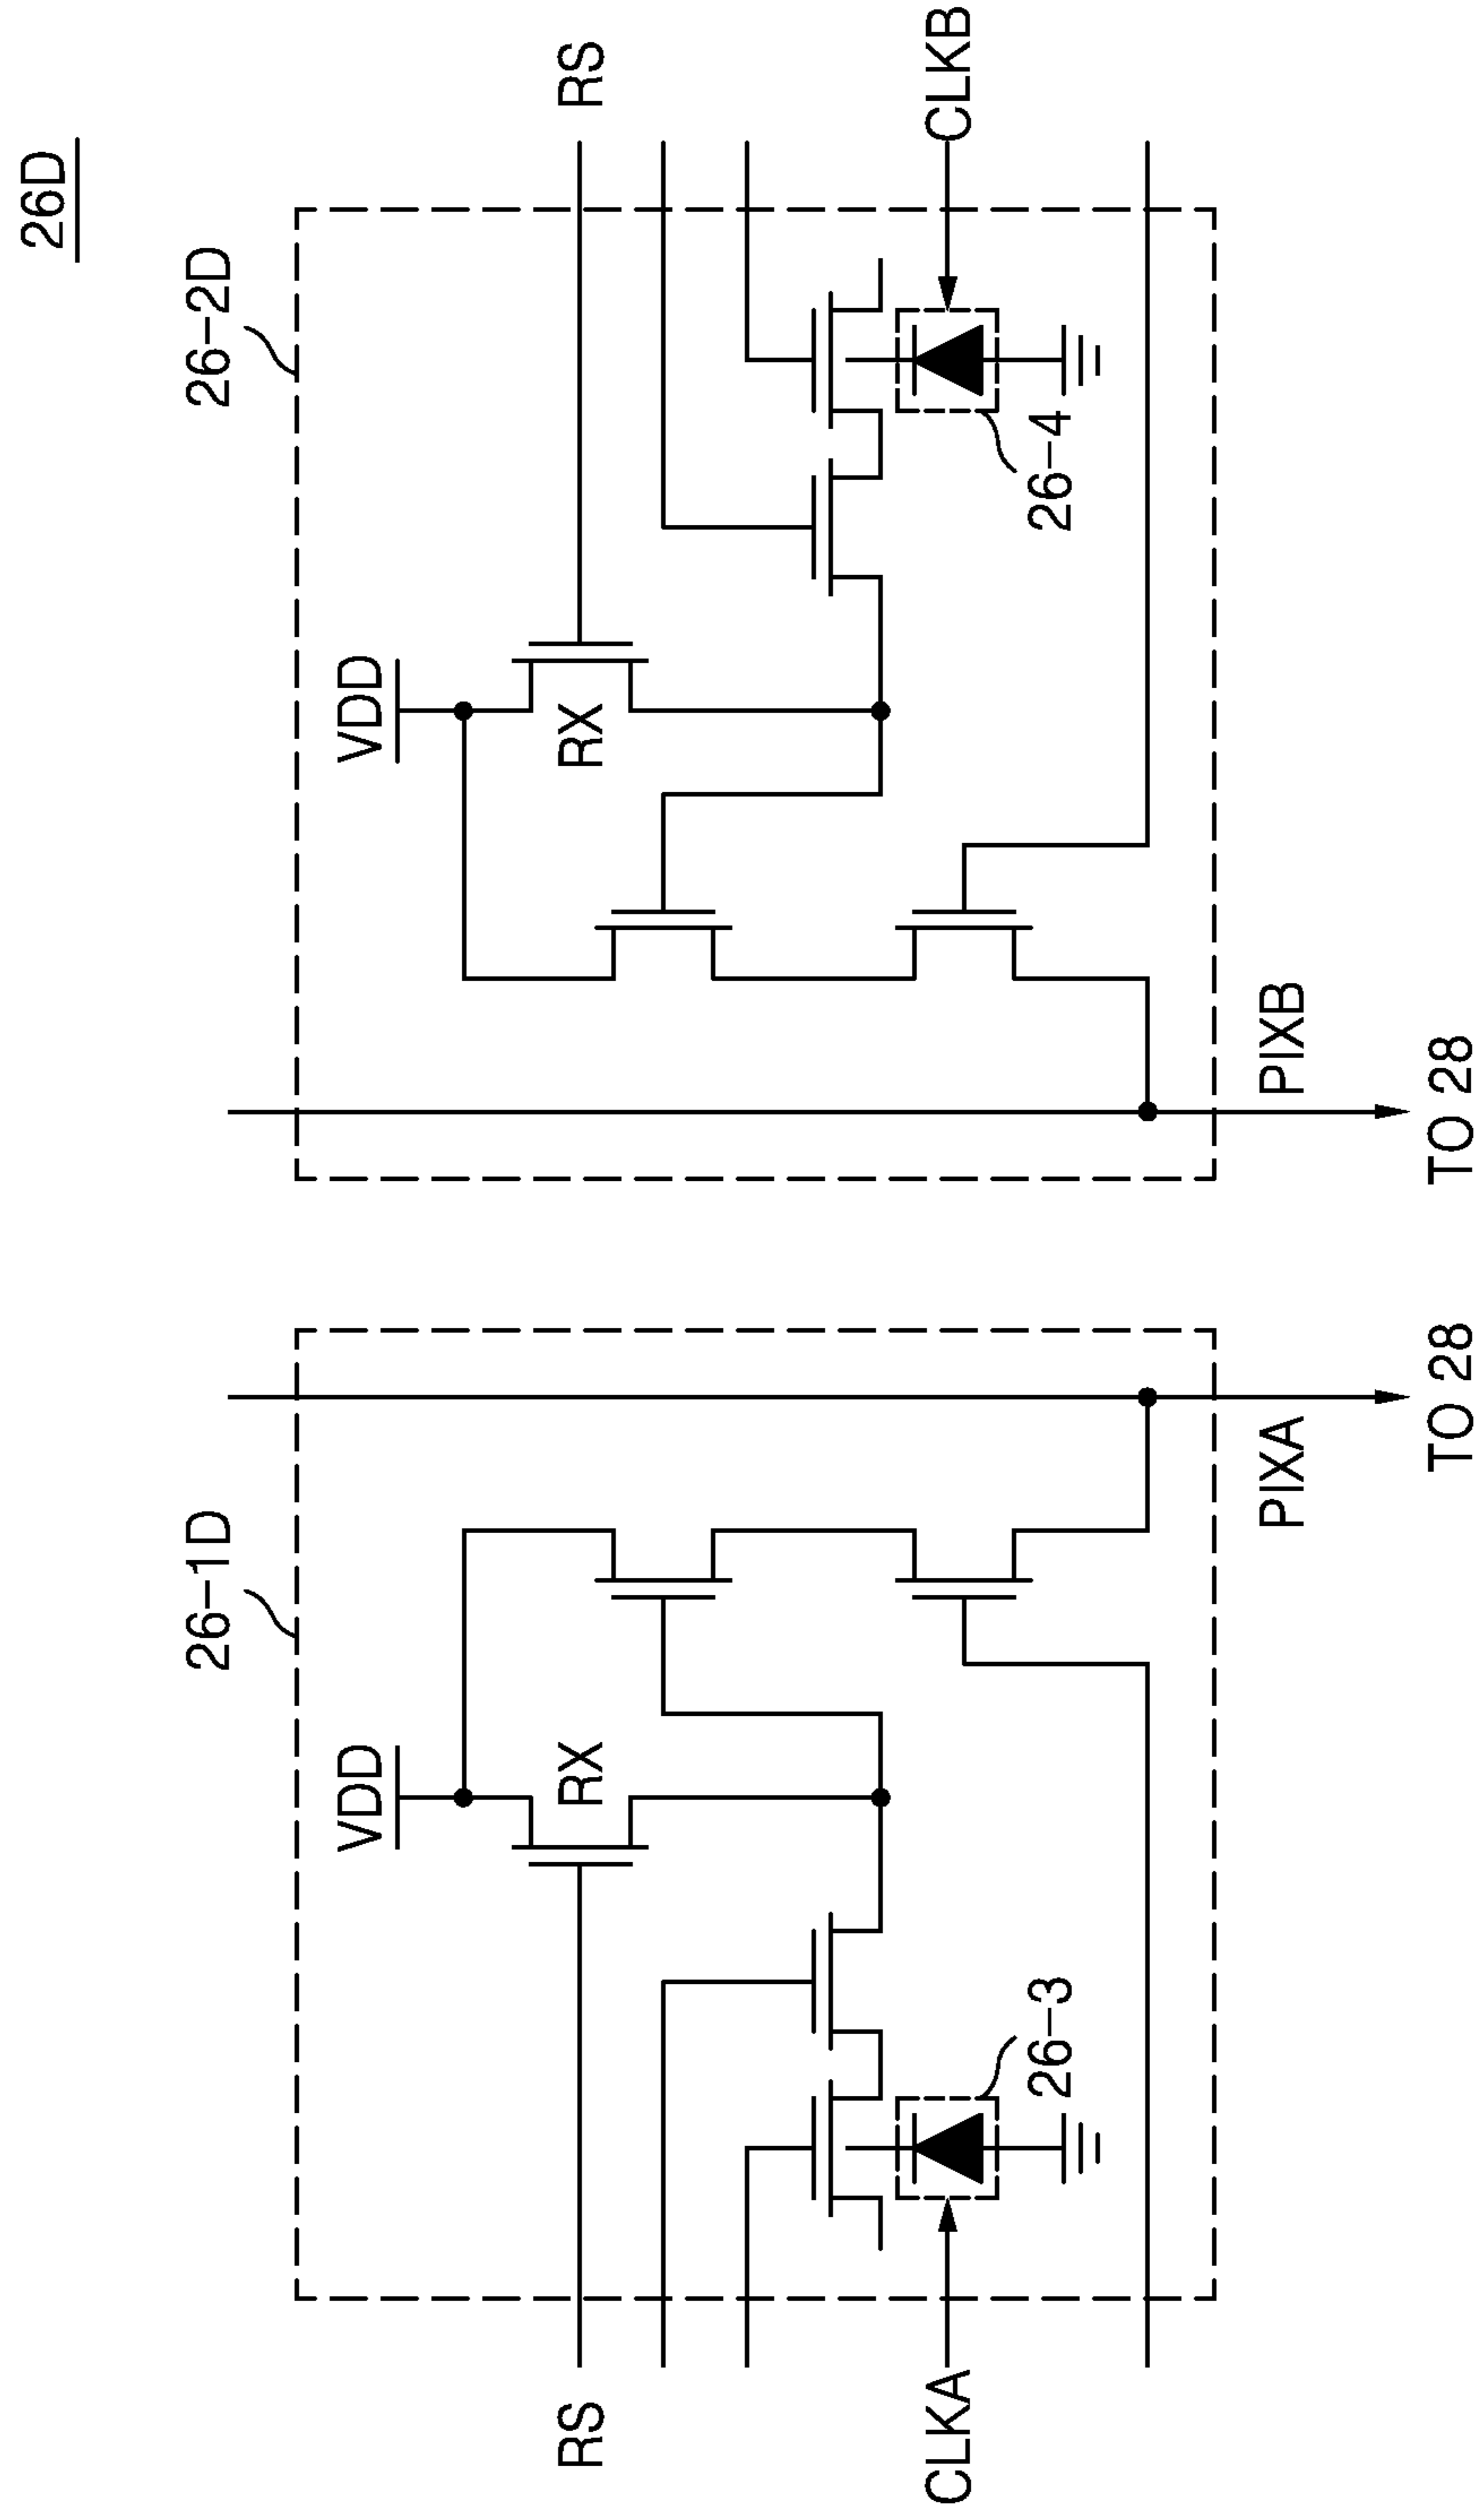 26D
26-1D
26-2D
VDD
VDD
RS
RX
RX
RS
CLKA
26-3
26-4
CLKB
PIXA
PIXB
TO 28
TO 28